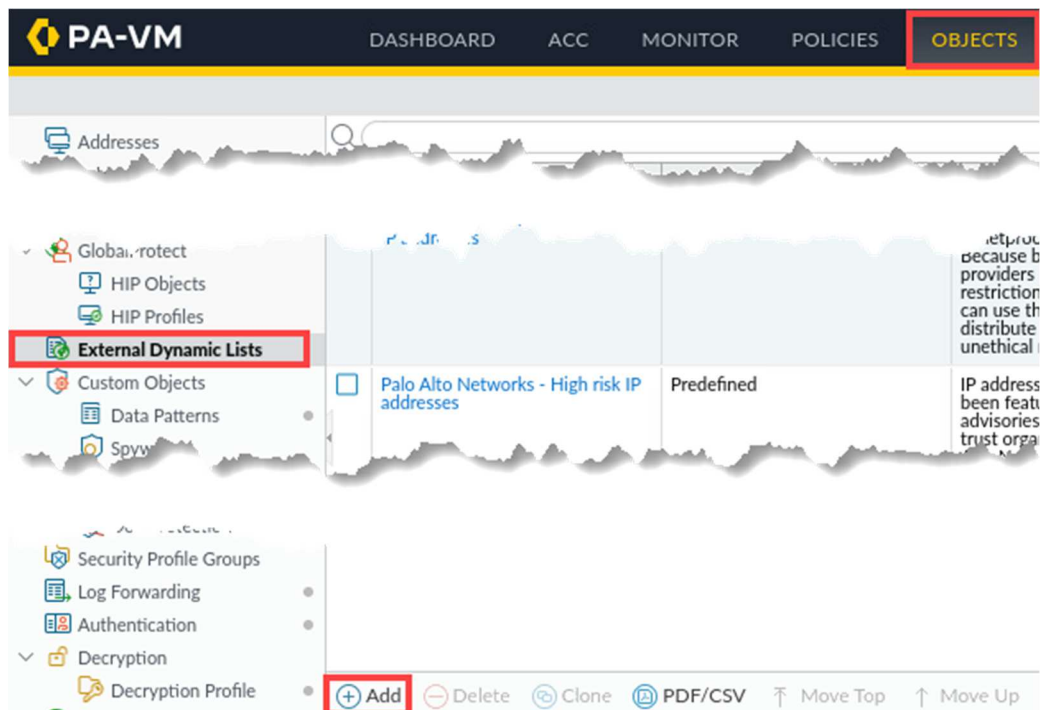 PA-VM DASHBOARD ACC MONITOR POLICIES OBJECTS
Addresses
HIP Objects
HIP Profiles
External Dynamic Lists
Custom Objects
Data Patterns
Because b
providers
restriction
can use th
distribute
unethical
Palo Alto Networks - High risk IP
addresses
Predefined
IP address
been featu
advisories
trust orga
Security Profile Groups
Log Forwarding
Authentication
Decryption
Decryption Profile
Add Delete Clone PDF/CSV Move Top Move Up